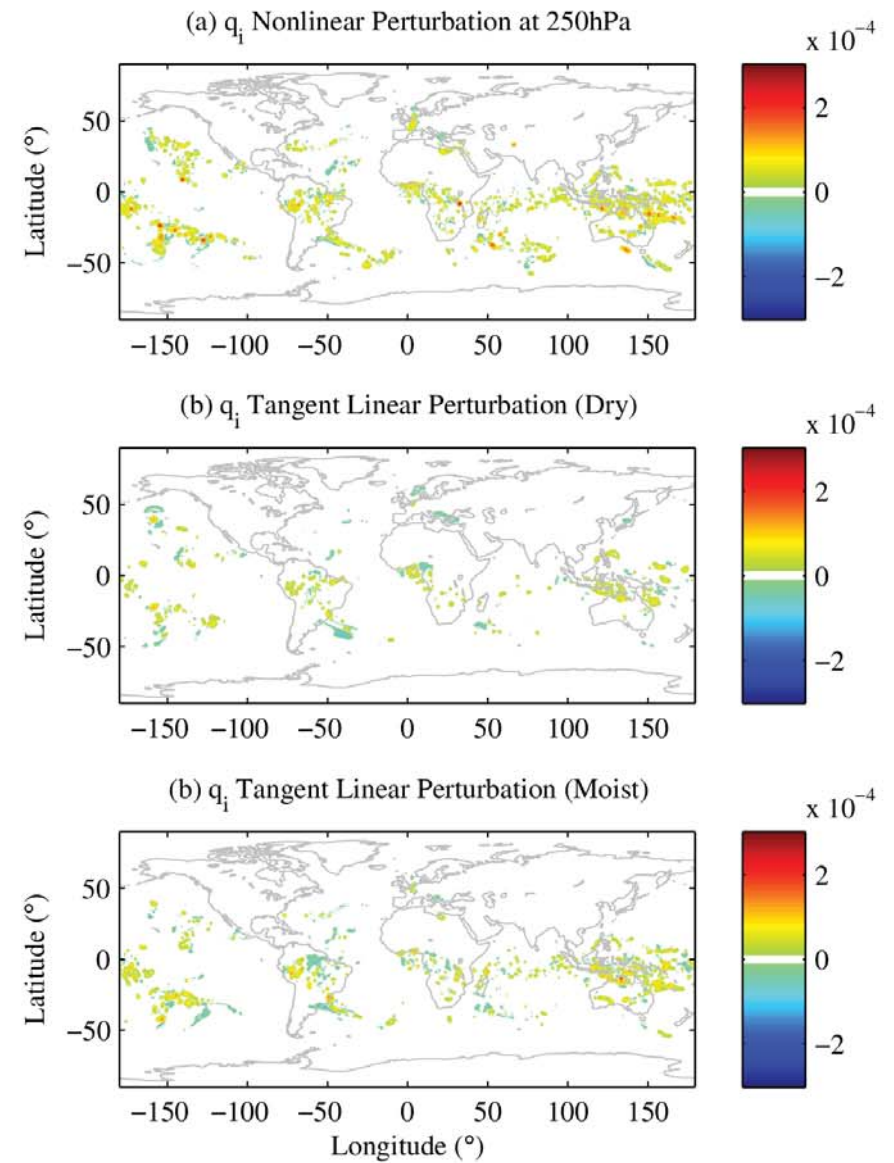 (a) qi Nonlinear Perturbation at 250hPa
x 10−4
50
0
−50
Latitude (°)
−150 −100 −50 0 50 100 150
2
0
−2
(b) qi Tangent Linear Perturbation (Dry)
x 10−4
50
0
−50
Latitude (°)
−150 −100 −50 0 50 100 150
2
0
−2
(b) qi Tangent Linear Perturbation (Moist)
x 10−4
50
0
−50
Latitude (°)
−150 −100 −50 0 50 100 150
Longitude (°)
2
0
−2